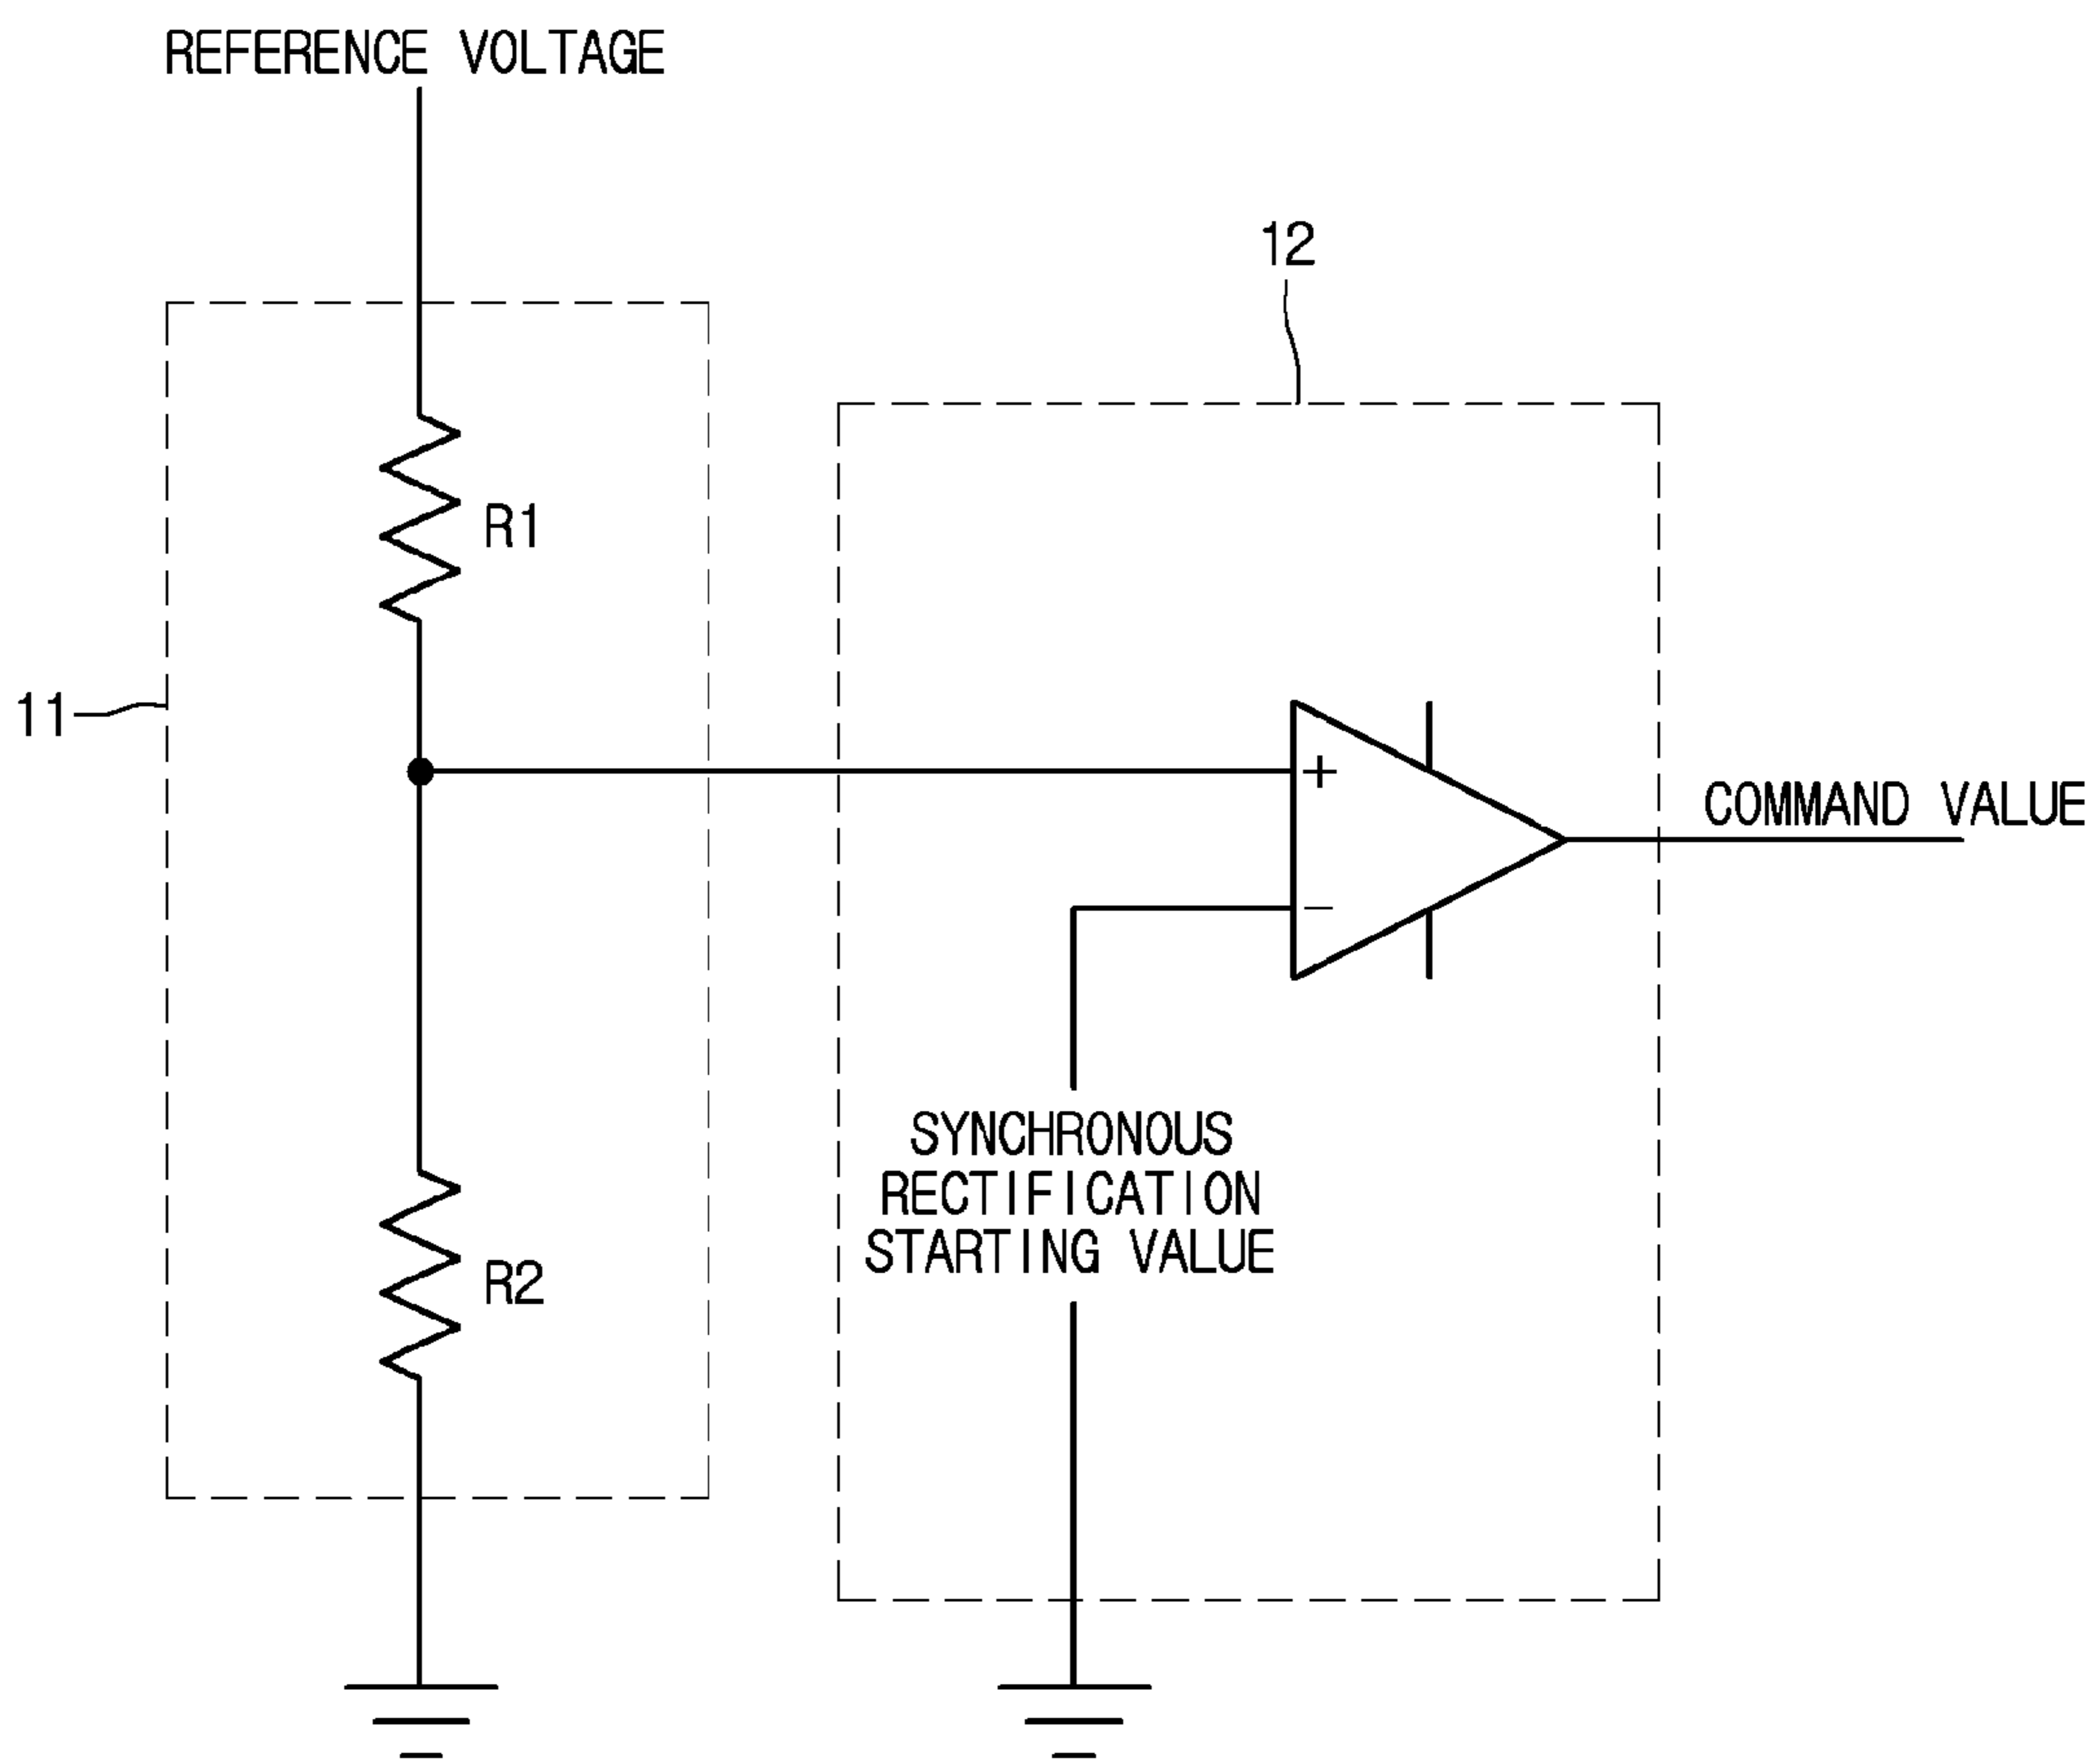 REFERENCE VOLTAGE
12
R1
11
+
COMMAND VALUE
−
SYNCHRONOUS
RECTIFICATION
STARTING VALUE
R2